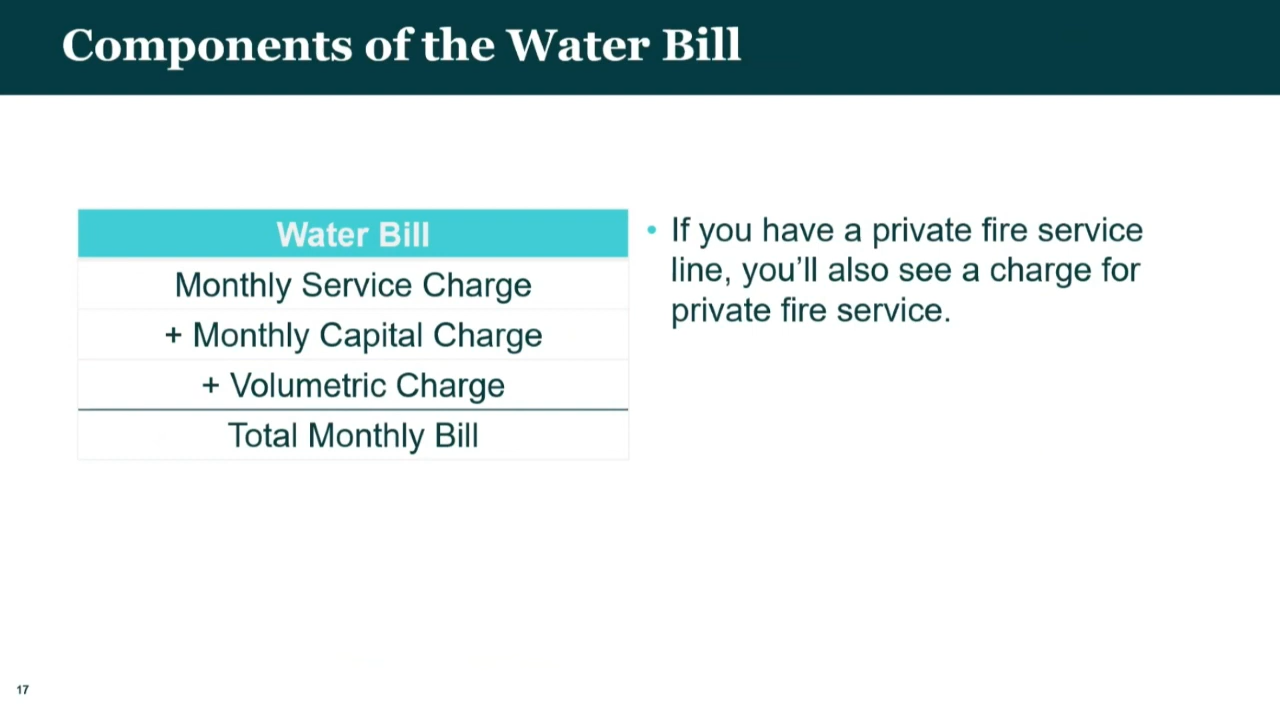 Components of the Water Bill
Water Bill
Monthly Service Charge
+ Monthly Capital Charge
+ Volumetric Charge
Total Monthly Bill
• If you have a private fire service
line, you’ll also see a charge for
private fire service.
17